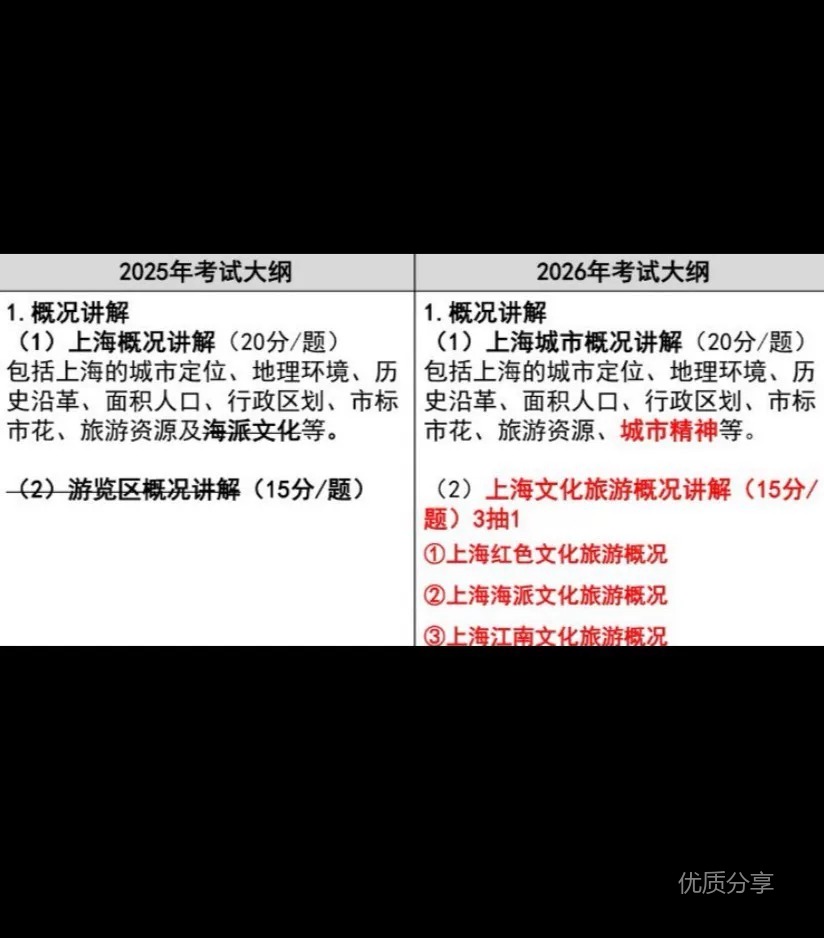 2025年考试大纲
1.概况讲解
（1）上海概况讲解（20分/题）
包括上海的城市定位、地理环境、历
史沿革、面积人口、行政区划、市标
市花、旅游资源及海派文化等。
（2）游览区概况讲解（15分/题）
2026年考试大纲
1.概况讲解
（1）上海城市概况讲解（20分/题）
包括上海的城市定位、地理环境、历
史沿革、面积人口、行政区划、市标
市花、旅游资源、城市精神等。
（2）上海文化旅游概况讲解（15分/
题）3抽1
①上海红色文化旅游概况
②上海海派文化旅游概况
③上海江南文化旅游概况
优质分享